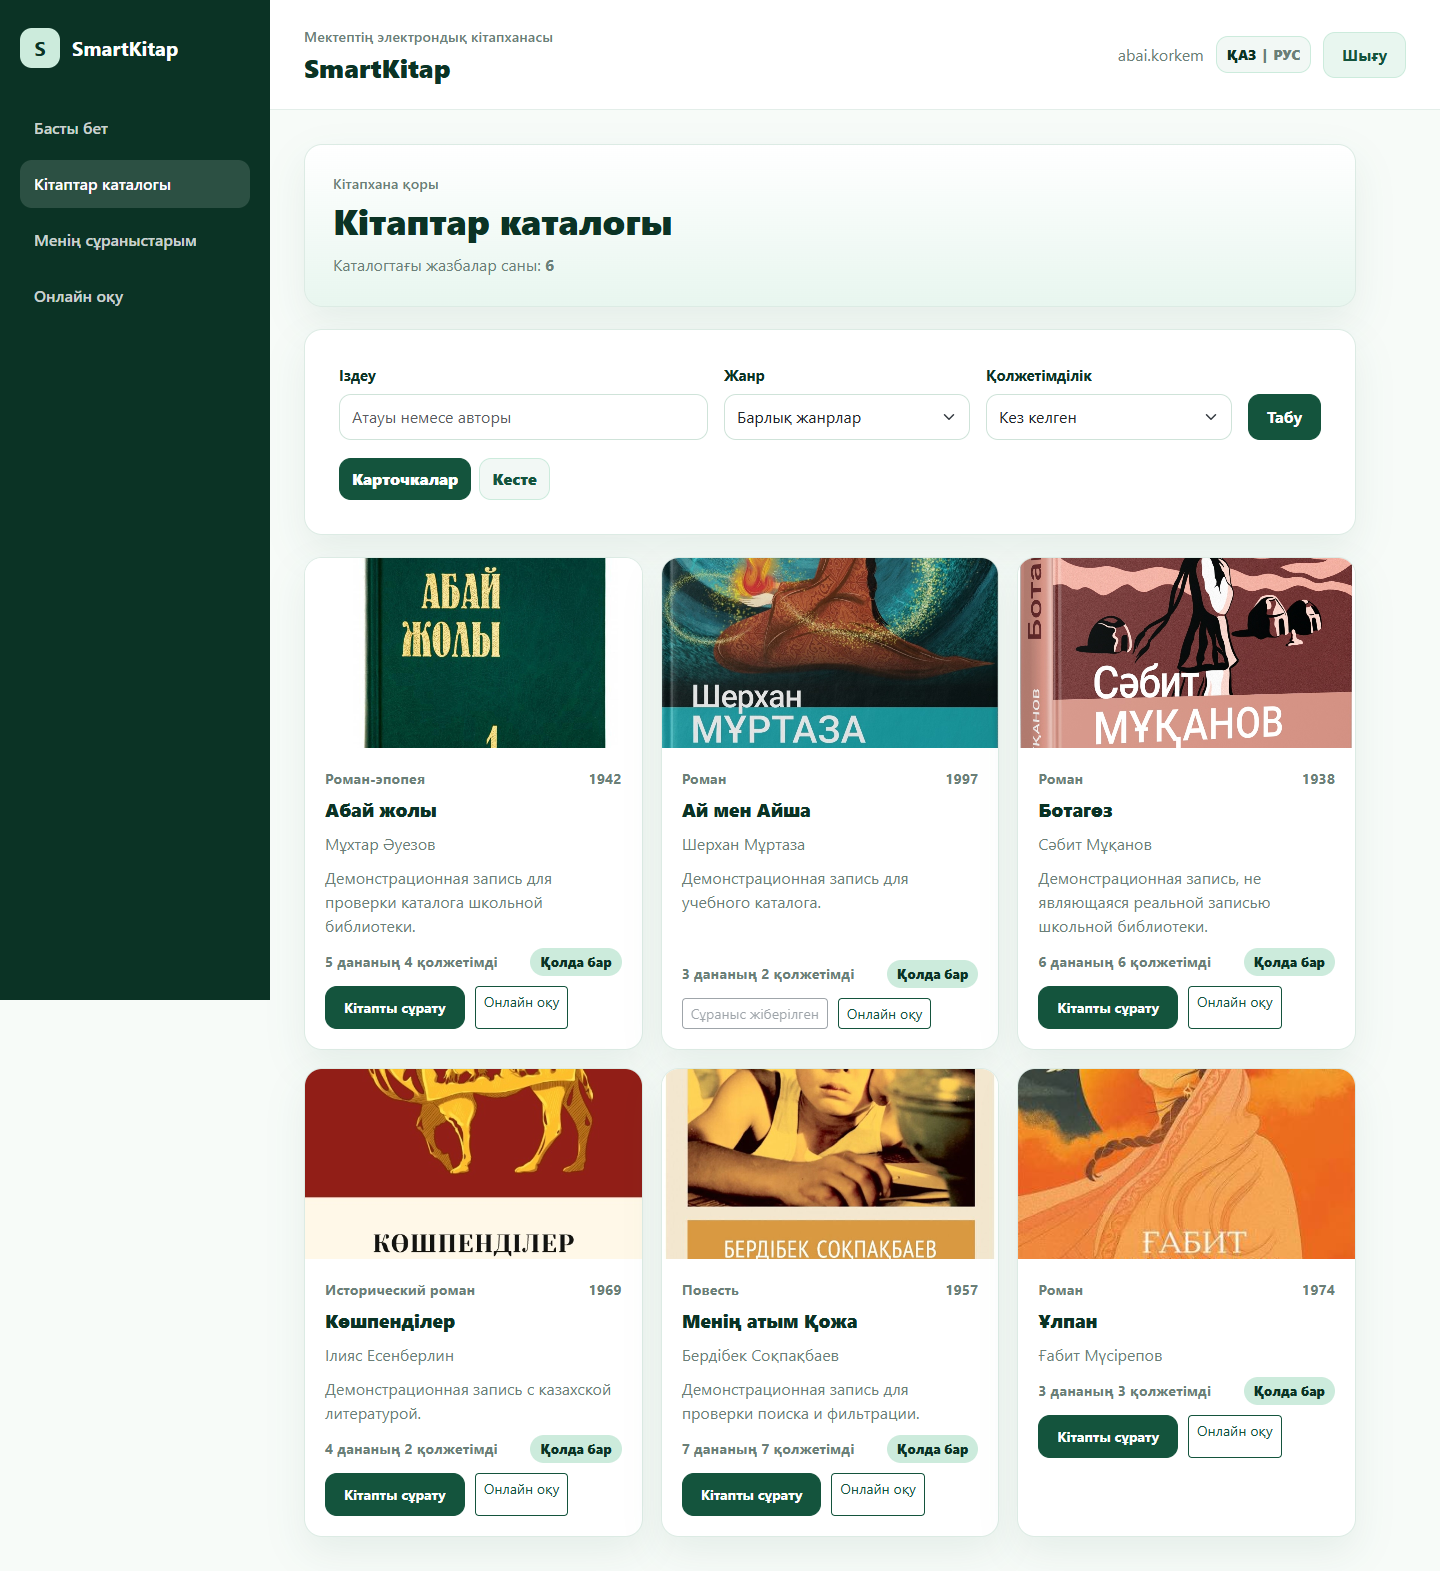 S SmartKitap
Басты бет
Кітаптар каталогы
Менің сұраныстарым
Онлайн оқу
Мектептің электрондық кітапханасы
SmartKitap
abai.korkem ҚАЗ | РУС Шығу
Кітапхана қоры
Кітаптар каталогы
Каталогтағы жазбалар саны: 6
Іздеу Жанр Қолжетімділік
Атауы немесе авторы Барлық жанрлар Кез келген Табу
Карточкалар Кесте
АБАЙ
ЖОЛЫ
1
Роман-эпопея 1942
Абай жолы
Мұхтар Әуезов
Демонстрационная запись для
проверки каталога школьной
библиотеки.
5 дананың 4 қолжетімді Қолда бар
Кітапты сұрату Онлайн оқу
Шерхан
МҰРТАЗА
Роман 1997
Ай мен Айша
Шерхан Мұртаза
Демонстрационная запись для
учебного каталога.
3 дананың 2 қолжетімді Қолда бар
Сұраныс жіберілген Онлайн оқу
Сәбит
МҰҚАНОВ
Роман 1938
Ботагөз
Сәбит Мұқанов
Демонстрационная запись, не
являющаяся реальной записью
школьной библиотеки.
6 дананың 6 қолжетімді Қолда бар
Кітапты сұрату Онлайн оқу
КӨШПЕНДІЛЕР
Исторический роман 1969
Көшпенділер
Ілияс Есенберлин
Демонстрационная запись с казахской
литературой.
4 дананың 2 қолжетімді Қолда бар
Кітапты сұрату Онлайн оқу
БЕРДІБЕК СОҚПАҚБАЕВ
Повесть 1957
Менің атым Қожа
Бердібек Соқпақбаев
Демонстрационная запись для
проверки поиска и фильтрации.
7 дананың 7 қолжетімді Қолда бар
Кітапты сұрату Онлайн оқу
ҒАБИТ
Роман 1974
Ұлпан
Ғабит Мүсірепов
3 дананың 3 қолжетімді Қолда бар
Кітапты сұрату Онлайн оқу